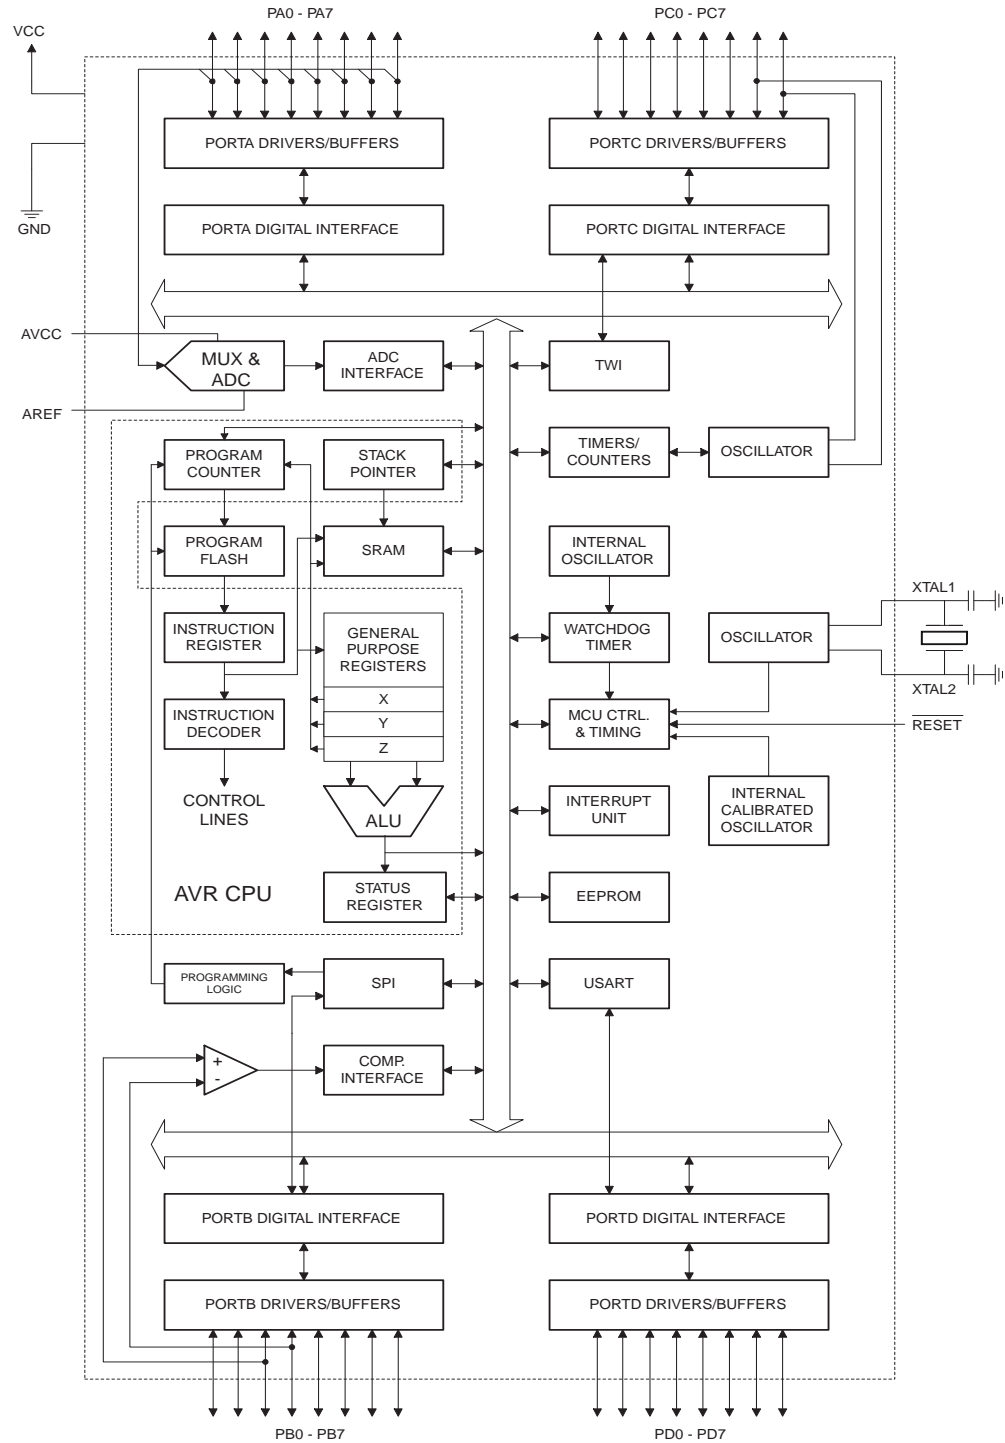 PA0 - PA7
PC0 - PC7
VCC
PORTA DRIVERS/BUFFERS
PORTC DRIVERS/BUFFERS
PORTA DIGITAL INTERFACE
PORTC DIGITAL INTERFACE
GND
AVCC
MUX &
ADC
ADC
INTERFACE
TWI
AREF
PROGRAM
COUNTER
STACK
POINTER
TIMERS/
COUNTERS
OSCILLATOR
PROGRAM
FLASH
SRAM
INTERNAL
OSCILLATOR
XTAL1
INSTRUCTION
REGISTER
GENERAL
PURPOSE
REGISTERS
WATCHDOG
TIMER
OSCILLATOR
XTAL2
X
INSTRUCTION
DECODER
Y
MCU CTRL.
& TIMING
RESET
Z
CONTROL
LINES
ALU
INTERRUPT
UNIT
INTERNAL
CALIBRATED
OSCILLATOR
AVR CPU
STATUS
REGISTER
EEPROM
PROGRAMMING
LOGIC
SPI
USART
+
-
COMP.
INTERFACE
PORTB DIGITAL INTERFACE
PORTD DIGITAL INTERFACE
PORTB DRIVERS/BUFFERS
PORTD DRIVERS/BUFFERS
PB0 - PB7
PD0 - PD7